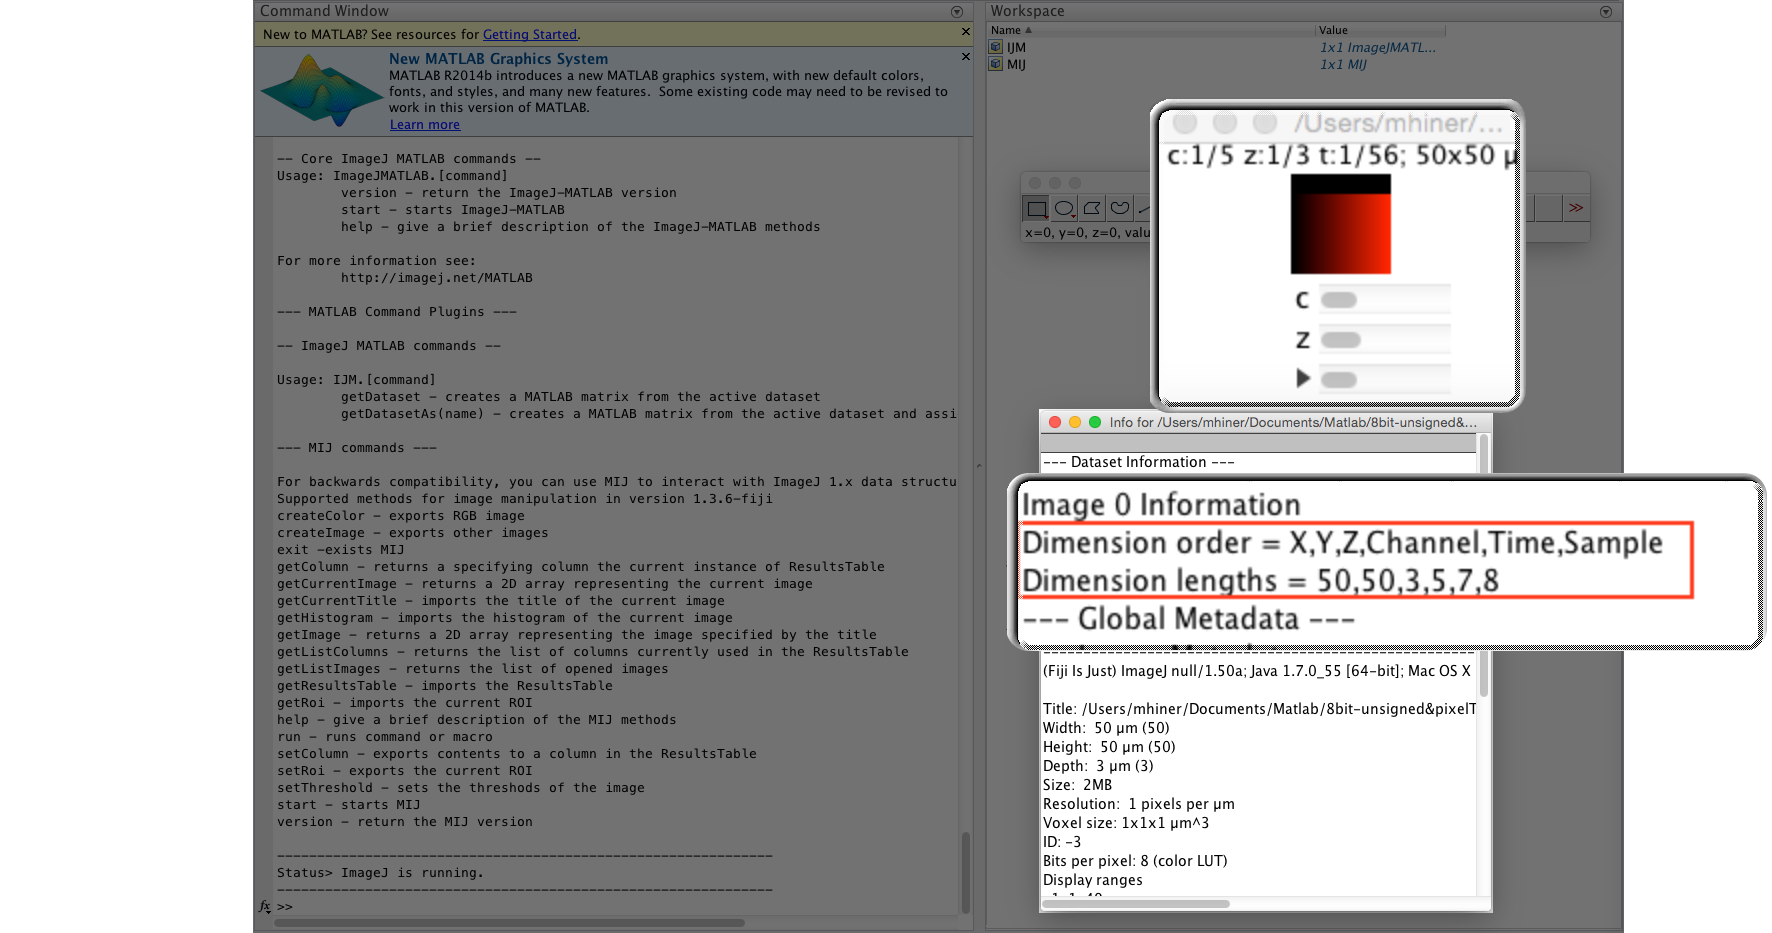 Command Window
New to MATLAB? See resources for Getting Started.
New MATLAB Graphics System
MATLAB R2014b introduces a new MATLAB graphics system, with new default colors,
fonts, and styles, and many new features. Some existing code may need to be revised to
work in this version of MATLAB.
Learn more
-- Core ImageJ MATLAB commands --
Usage: ImageJMATLAB.[command]
version - return the ImageJ-MATLAB version
start - starts ImageJ-MATLAB
help - give a brief description of the ImageJ-MATLAB methods
For more information see:
http://imagej.net/MATLAB
--- MATLAB Command Plugins ---
-- ImageJ MATLAB commands --
Usage: IJM.[command]
getDataset - creates a MATLAB matrix from the active dataset
getDatasetAs(name) - creates a MATLAB matrix from the active dataset and assi
--- MIJ commands ---
For backwards compatibility, you can use MIJ to interact with ImageJ 1.x data structu
Supported methods for image manipulation in version 1.3.6-fiji
createColor - exports RGB image
createImage - exports other images
exit -exists MIJ
getColumn - returns a specifying column the current instance of ResultsTable
getCurrentImage - returns a 2D array representing the current image
getCurrentTitle - imports the title of the current image
getHistogram - imports the histogram of the current image
getImage - returns a 2D array representing the image specified by the title
getListColumns - returns the list of columns currently used in the ResultsTable
getListImages - returns the list of opened images
getResultsTable - imports the ResultsTable
getRoi - imports the current ROI
help - give a brief description of the MIJ methods
run - runs command or macro
setColumn - exports contents to a column in the ResultsTable
setRoi - exports the current ROI
setThreshold - sets the thresholds of the image
start - starts MIJ
version - return the MIJ version
--------------------------------------------------------------
Status> ImageJ is running.
--------------------------------------------------------------
fx >>
Workspace
Name Value
IJM 1x1 ImageJMATL...
MIJ 1x1 MIJ
/Users/mhiner/...
c:1/5 z:1/3 t:1/56; 50x50 µ
C
Z
x=0, y=0, z=0, valu
Info for /Users/mhiner/Documents/Matlab/8bit-unsigned&...
--- Dataset Information ---
Image 0 Information
Dimension order = X,Y,Z,Channel,Time,Sample
Dimension lengths = 50,50,3,5,7,8
--- Global Metadata ---
(Fiji Is Just) ImageJ null/1.50a; Java 1.7.0_55 [64-bit]; Mac OS X
Title: /Users/mhiner/Documents/Matlab/8bit-unsigned&pixelT
Width: 50 µm (50)
Height: 50 µm (50)
Depth: 3 µm (3)
Size: 2MB
Resolution: 1 pixels per µm
Voxel size: 1x1x1 µm^3
ID: -3
Bits per pixel: 8 (color LUT)
Display ranges